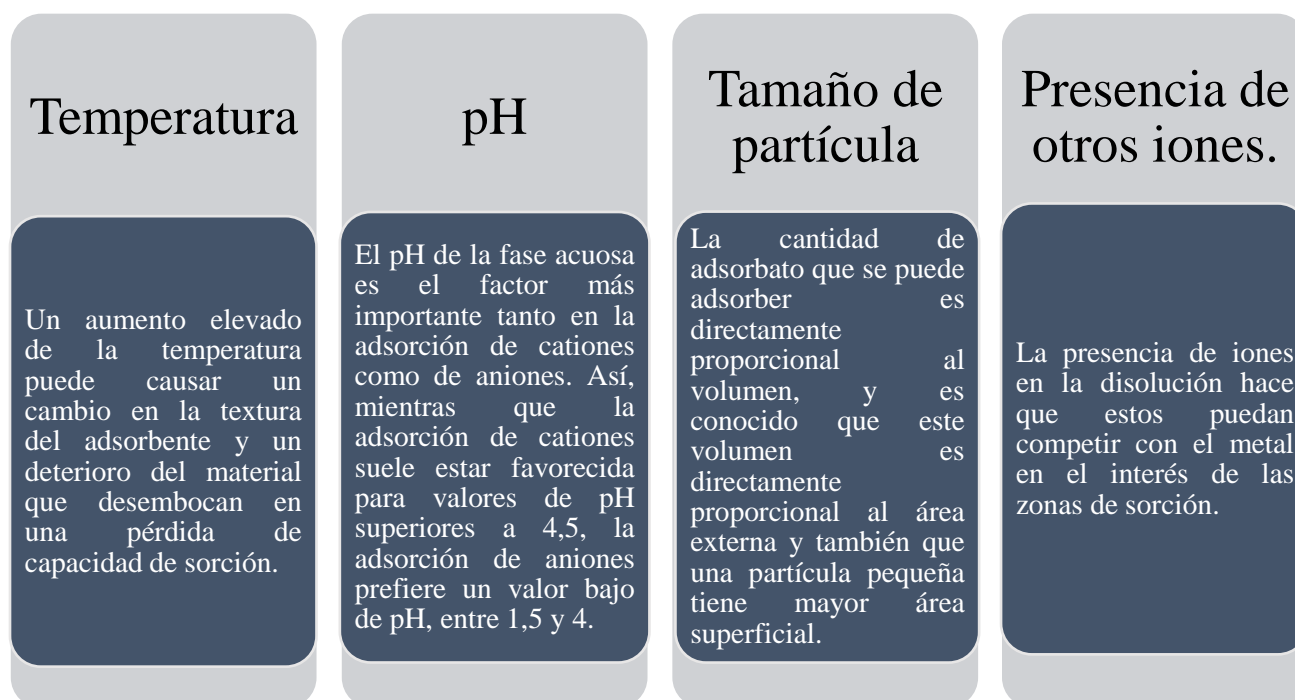 Temperatura
Un aumento elevado
de la temperatura
puede causar un
cambio en la textura
del adsorbente y un
deterioro del material
que desembocan en
una pérdida de
capacidad de sorción.
pH
El pH de la fase acuosa
es el factor más
importante tanto en la
adsorción de cationes
como de aniones. Así,
mientras que la
adsorción de cationes
suele estar favorecida
para valores de pH
superiores a 4,5, la
adsorción de aniones
prefiere un valor bajo
de pH, entre 1,5 y 4.
Tamaño de
partícula
La cantidad de
adsorbato que se puede
adsorber es
directamente
proporcional al
volumen, y es
conocido que este
volumen es
directamente
proporcional al área
externa y también que
una partícula pequeña
tiene mayor área
superficial.
Presencia de
otros iones.
La presencia de iones
en la disolución hace
que estos puedan
competir con el metal
en el interés de las
zonas de sorción.